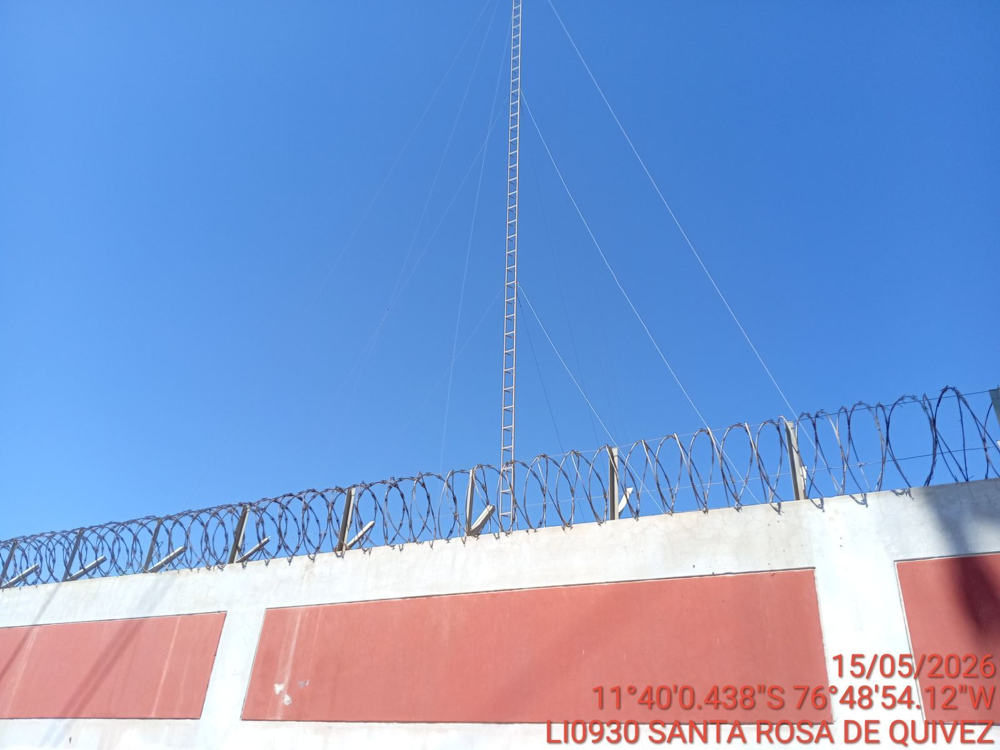 15/05/2026
11°40'0.438"S 76°48'54.12"W
LI0930 SANTA ROSA DE QUIVEZ